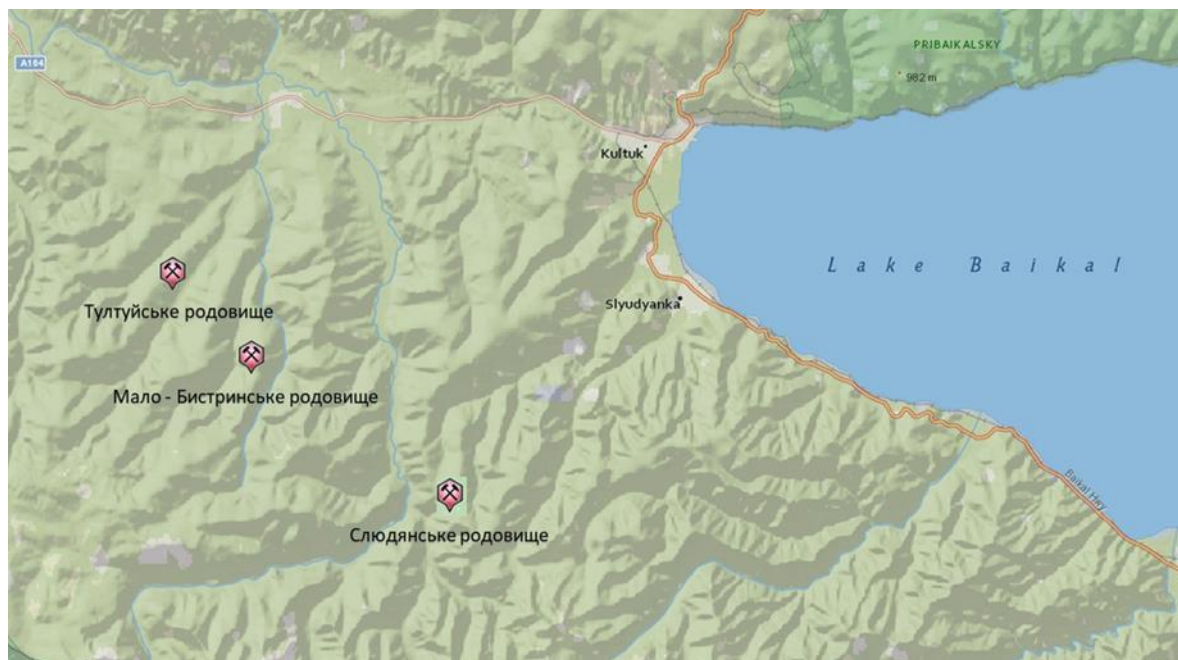 PRIBAIKALSKY
A164
982 m
Kultuk
Lake Baikal
Тултуйське родовище
Slyudyanka
Мало - Бистринське родовище
Baikal Hwy
Слюдянське родовище